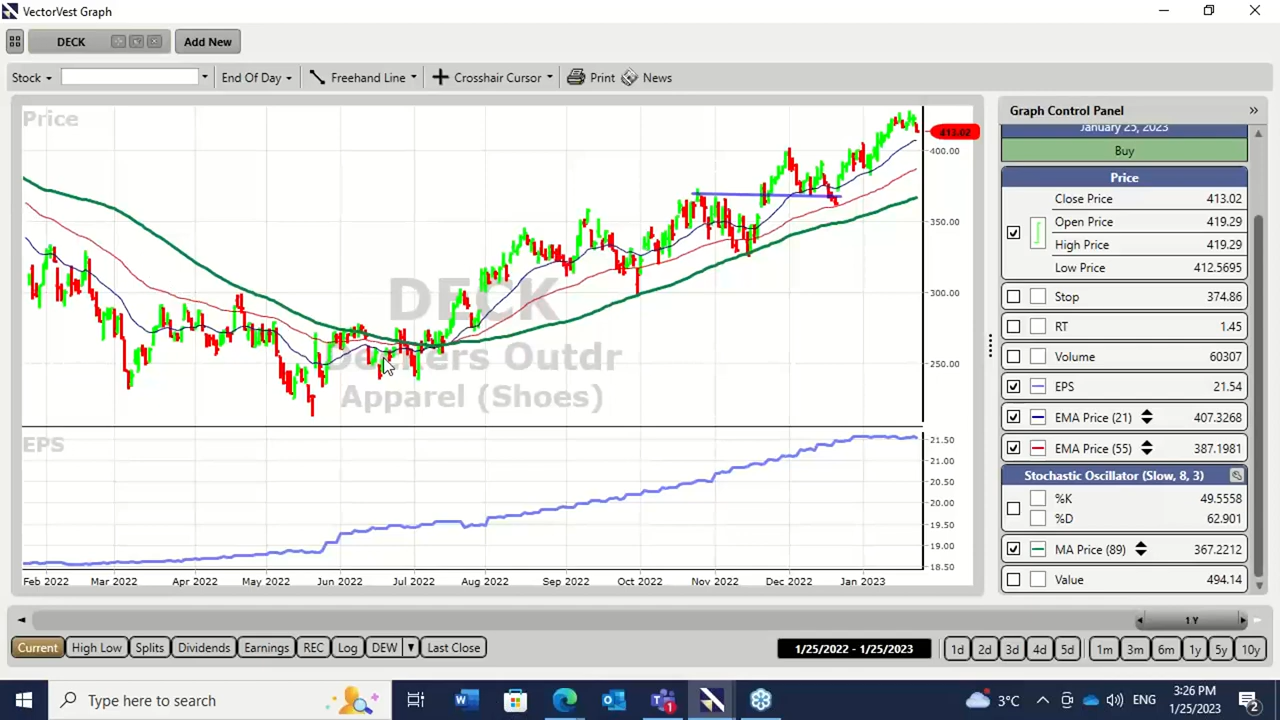 VectorVest Graph
DECK
Add New
Stock
End Of Day
Freehand Line
Crosshair Cursor
Print
News
Price
413.02
400.00
350.00
300.00
250.00
DECK
Deckers Outdr
Apparel (Shoes)
EPS
21.50
21.00
20.50
20.00
19.50
19.00
18.50
Feb 2022 Mar 2022 Apr 2022 May 2022 Jun 2022 Jul 2022 Aug 2022 Sep 2022 Oct 2022 Nov 2022 Dec 2022 Jan 2023
Graph Control Panel
January 25, 2023
Buy
Price
Close Price 413.02
Open Price 419.29
High Price 419.29
Low Price 412.5695
Stop 374.86
RT 1.45
Volume 60307
EPS 21.54
EMA Price (21) 407.3268
EMA Price (55) 387.1981
Stochastic Oscillator (Slow, 8, 3)
%K 49.5558
%D 62.901
MA Price (89) 367.2212
Value 494.14
1 Y
Current High Low Splits Dividends Earnings REC Log DEW Last Close 1/25/2022 - 1/25/2023 1d 2d 3d 4d 5d 1m 3m 6m 1y 5y 10y
Type here to search
3°C
ENG
3:26 PM
1/25/2023
1
2